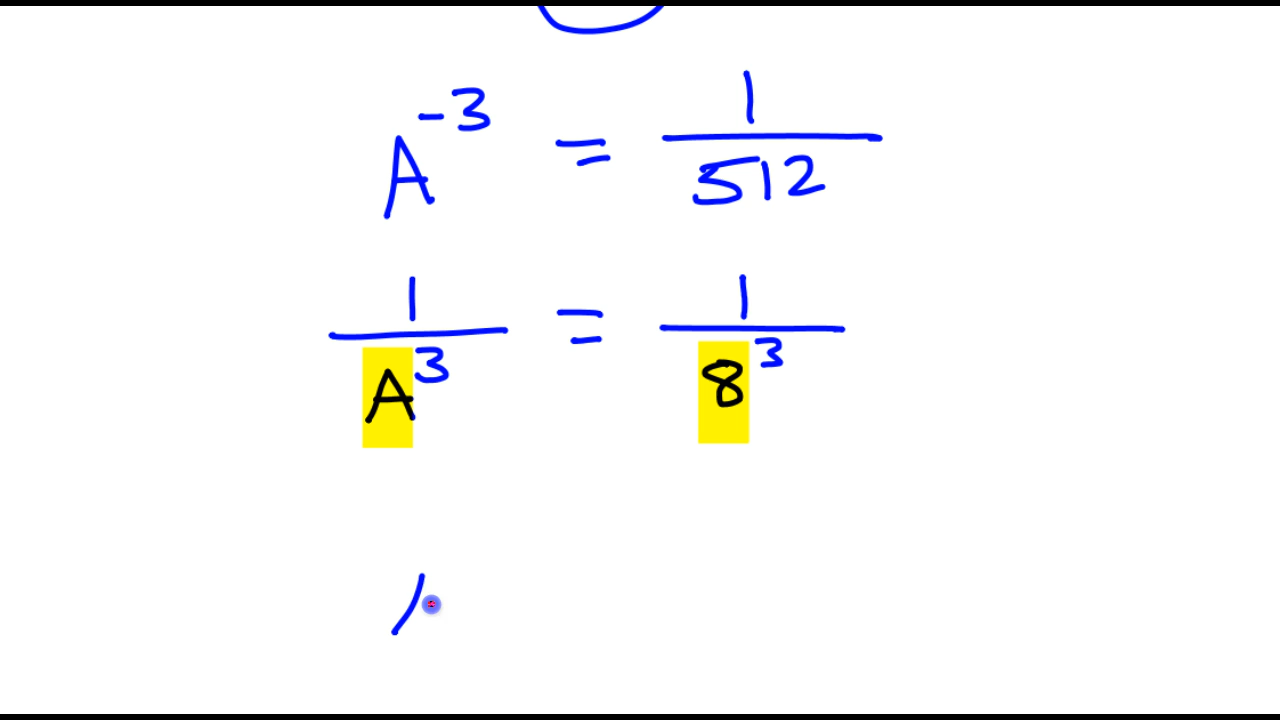 A^-3 = 1/512
1/A^3 = 1/8^3